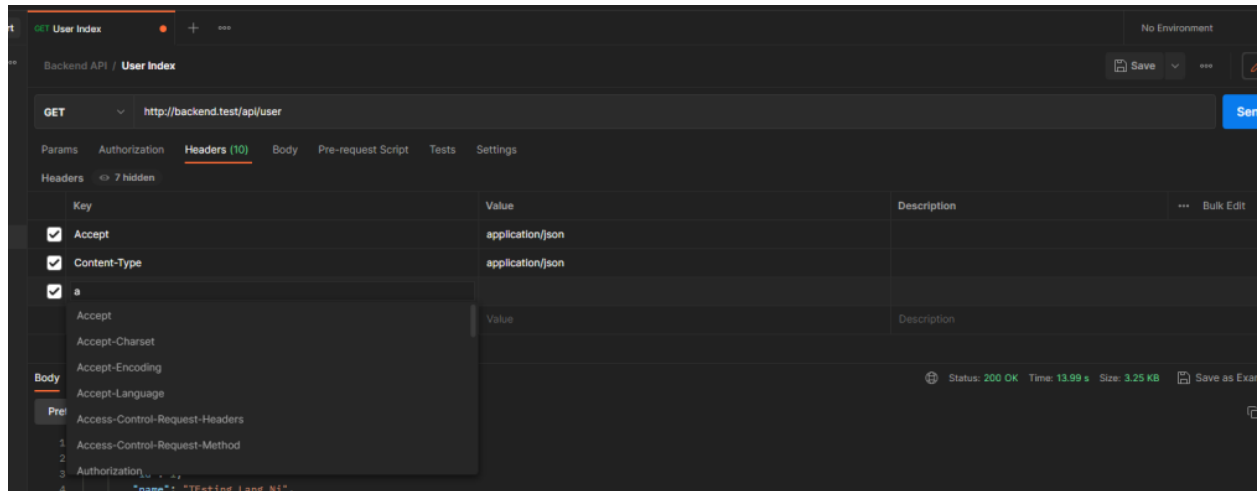 GET User Index
No Environment
Backend API / User Index
Save
GET http://backend.test/api/user
Params Authorization Headers (10) Body Pre-request Script Tests Settings
Headers 7 hidden
Key Value Description Bulk Edit
Accept application/json
Content-Type application/json
a
Accept
Value Description
Accept-Charset
Accept-Encoding
Body Status: 200 OK Time: 13.99 s Size: 3.25 KB
Accept-Language
Access-Control-Request-Headers
1
Access-Control-Request-Method
2
3 Authorization
4 "name": "TEsting Lang Ni",